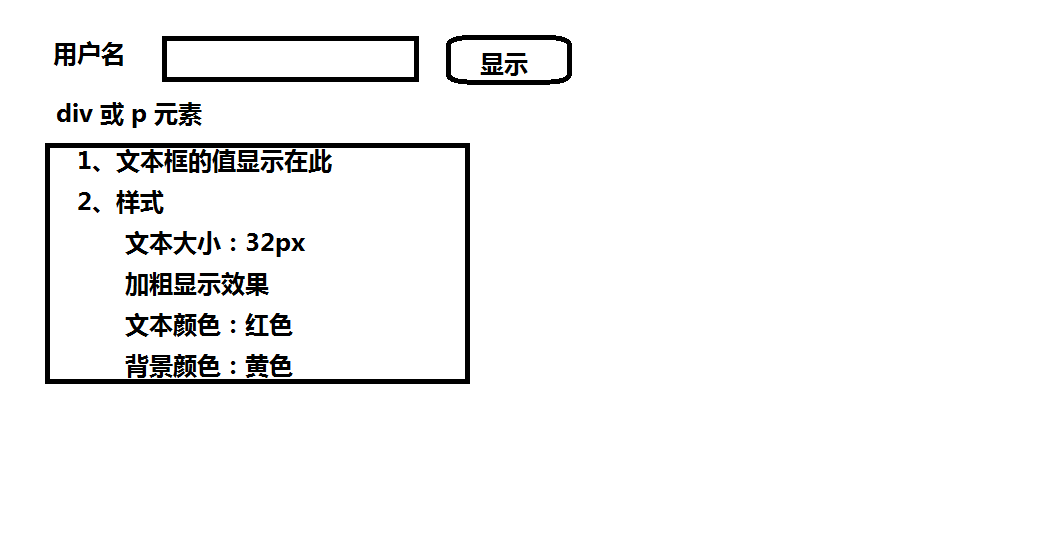 用户名 显示
div 或 p 元素
1、文本框的值显示在此
2、样式
文本大小：32px
加粗显示效果
文本颜色：红色
背景颜色：黄色